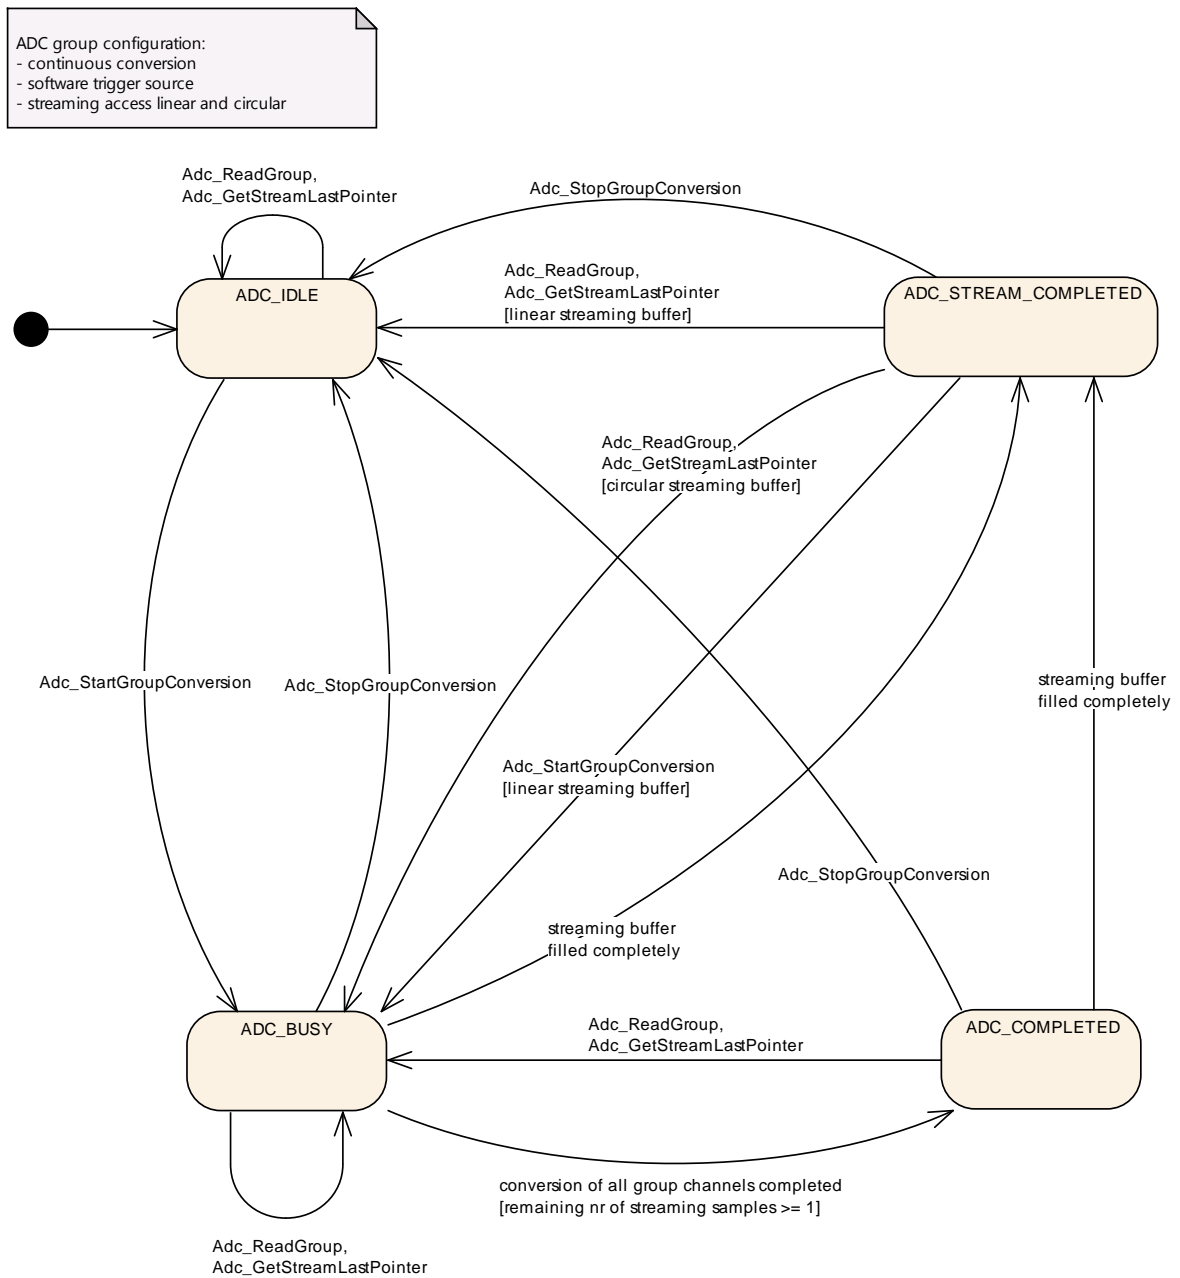 ADC group configuration:
- continuous conversion
- software trigger source
- streaming access linear and circular
Adc_ReadGroup,
Adc_GetStreamLastPointer
Adc_StopGroupConversion
Adc_ReadGroup,
Adc_GetStreamLastPointer
[linear streaming buffer]
ADC_IDLE
ADC_STREAM_COMPLETED
Adc_ReadGroup,
Adc_GetStreamLastPointer
[circular streaming buffer]
Adc_StartGroupConversion
Adc_StopGroupConversion
streaming buffer
filled completely
Adc_StartGroupConversion
[linear streaming buffer]
Adc_StopGroupConversion
streaming buffer
filled completely
ADC_BUSY
ADC_COMPLETED
Adc_ReadGroup,
Adc_GetStreamLastPointer
conversion of all group channels completed
[remaining nr of streaming samples >= 1]
Adc_ReadGroup,
Adc_GetStreamLastPointer